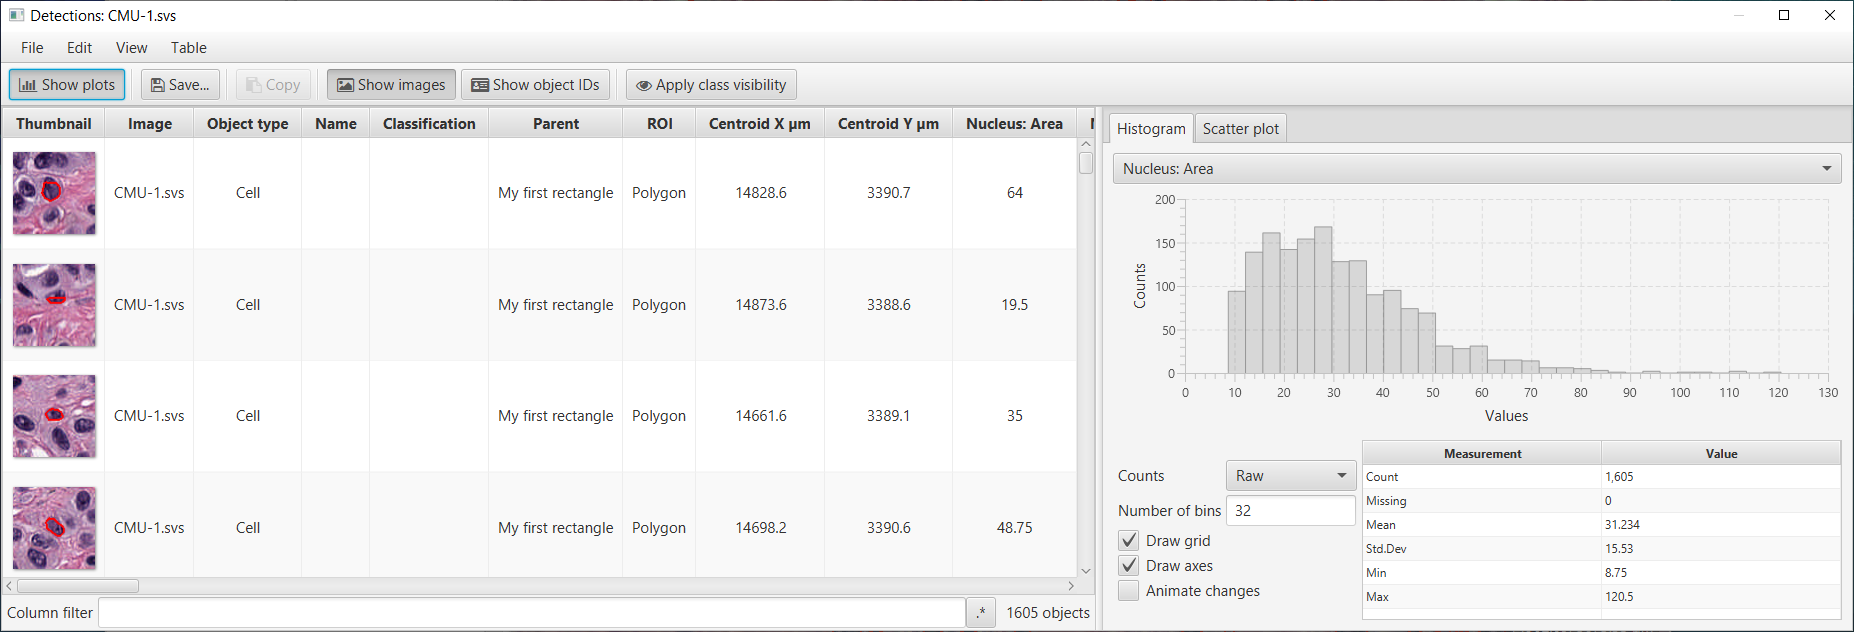 Detections: CMU-1.svs
File Edit View Table
Show plots Save... Copy Show images Show object IDs Apply class visibility
Thumbnail Image Object type Name Classification Parent ROI Centroid X µm Centroid Y µm Nucleus: Area
CMU-1.svs Cell My first rectangle Polygon 14828.6 3390.7 64
CMU-1.svs Cell My first rectangle Polygon 14873.6 3388.6 19.5
CMU-1.svs Cell My first rectangle Polygon 14661.6 3389.1 35
CMU-1.svs Cell My first rectangle Polygon 14698.2 3390.6 48.75
Column filter .* 1605 objects
Histogram Scatter plot
Nucleus: Area
200
150
100
50
0
Counts
0 10 20 30 40 50 60 70 80 90 100 110 120 130
Values
Counts Raw
Number of bins 32
Draw grid
Draw axes
Animate changes
Measurement Value
Count 1,605
Missing 0
Mean 31.234
Std.Dev 15.53
Min 8.75
Max 120.5